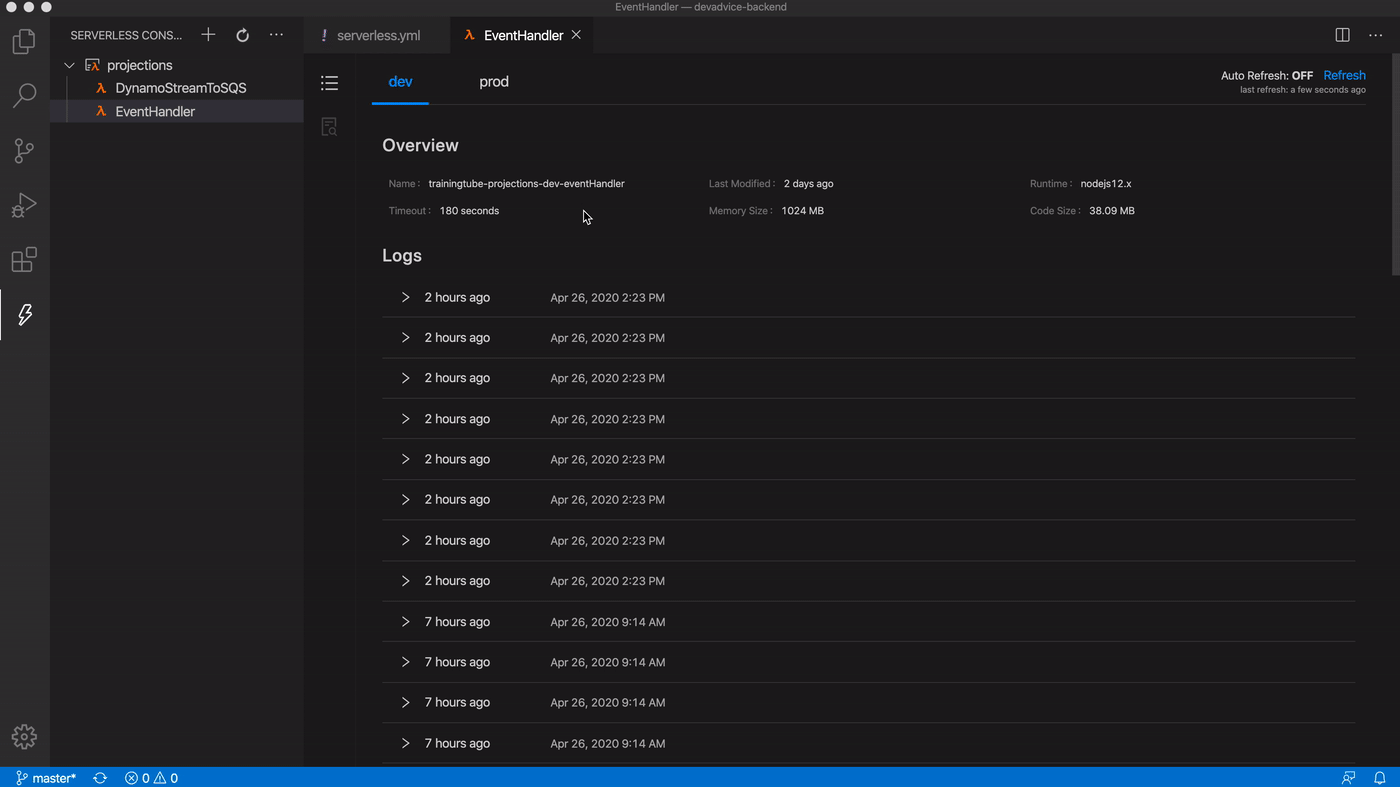 EventHandler — devadvice-backend
SERVERLESS CONS...
projections
DynamoStreamToSQS
EventHandler
! serverless.yml
λ EventHandler
dev
prod
Auto Refresh: OFF Refresh
last refresh: a few seconds ago
Overview
Name : trainingtube-projections-dev-eventHandler
Last Modified : 2 days ago
Runtime : nodejs12.x
Timeout : 180 seconds
Memory Size : 1024 MB
Code Size : 38.09 MB
Logs
2 hours ago Apr 26, 2020 2:23 PM
2 hours ago Apr 26, 2020 2:23 PM
2 hours ago Apr 26, 2020 2:23 PM
2 hours ago Apr 26, 2020 2:23 PM
2 hours ago Apr 26, 2020 2:23 PM
2 hours ago Apr 26, 2020 2:23 PM
2 hours ago Apr 26, 2020 2:23 PM
2 hours ago Apr 26, 2020 2:23 PM
7 hours ago Apr 26, 2020 9:14 AM
7 hours ago Apr 26, 2020 9:14 AM
7 hours ago Apr 26, 2020 9:14 AM
7 hours ago Apr 26, 2020 9:14 AM
master* 0 0